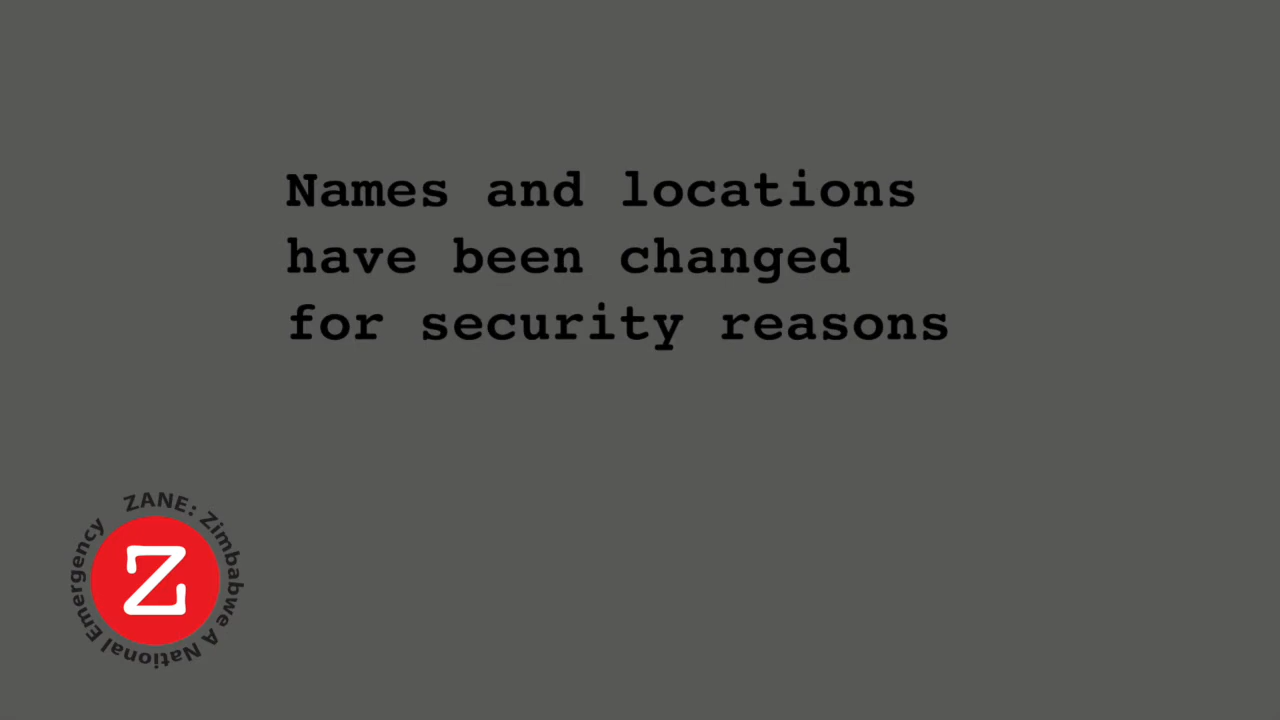 Names and locations
have been changed
for security reasons
ZANE: Zimbabwe A National Emergency
Z